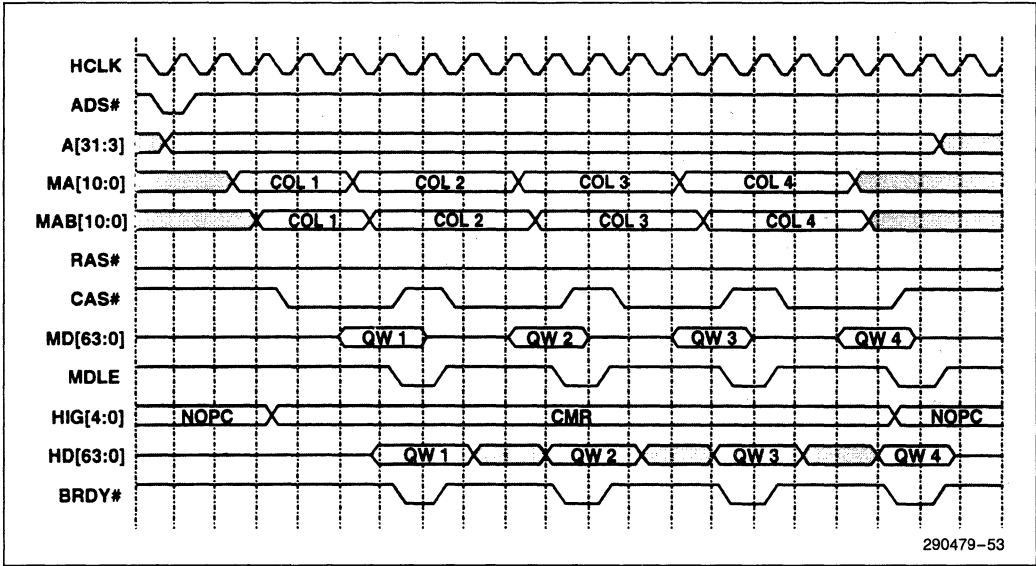 HCLK
ADS#
A[31:3]
MA[10:0] COL 1 COL 2 COL 3 COL 4
MAB[10:0] COL 1 COL 2 COL 3 COL 4
RAS#
CAS#
MD[63:0] QW 1 QW 2 QW 3 QW 4
MDLE
HIG[4:0] NOPC CMR NOPC
HD[63:0] QW 1 QW 2 QW 3 QW 4
BRDY#
290479–53